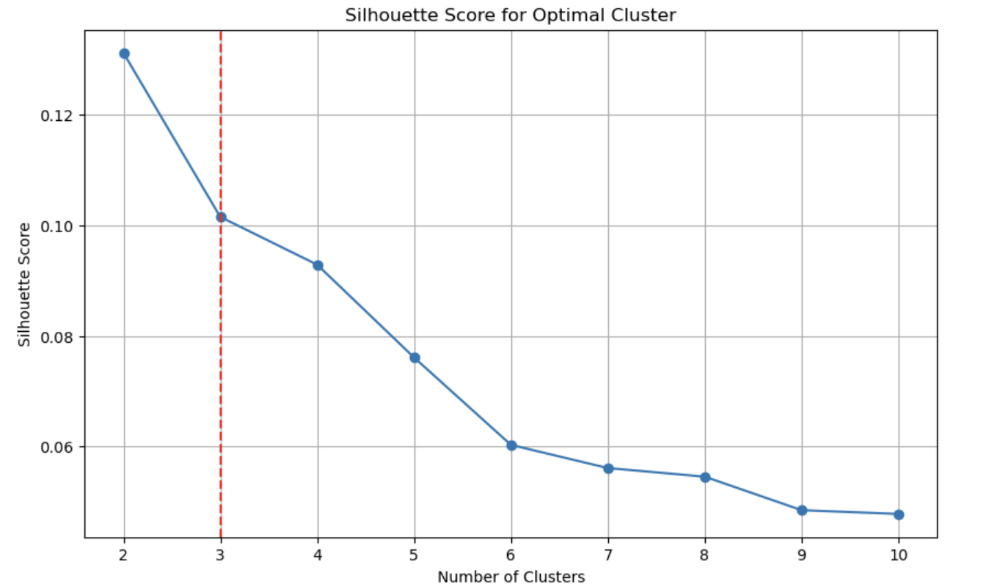 Silhouette Score for Optimal Cluster
0.12
0.10
0.08
0.06
Silhouette Score
2 3 4 5 6 7 8 9 10
Number of Clusters